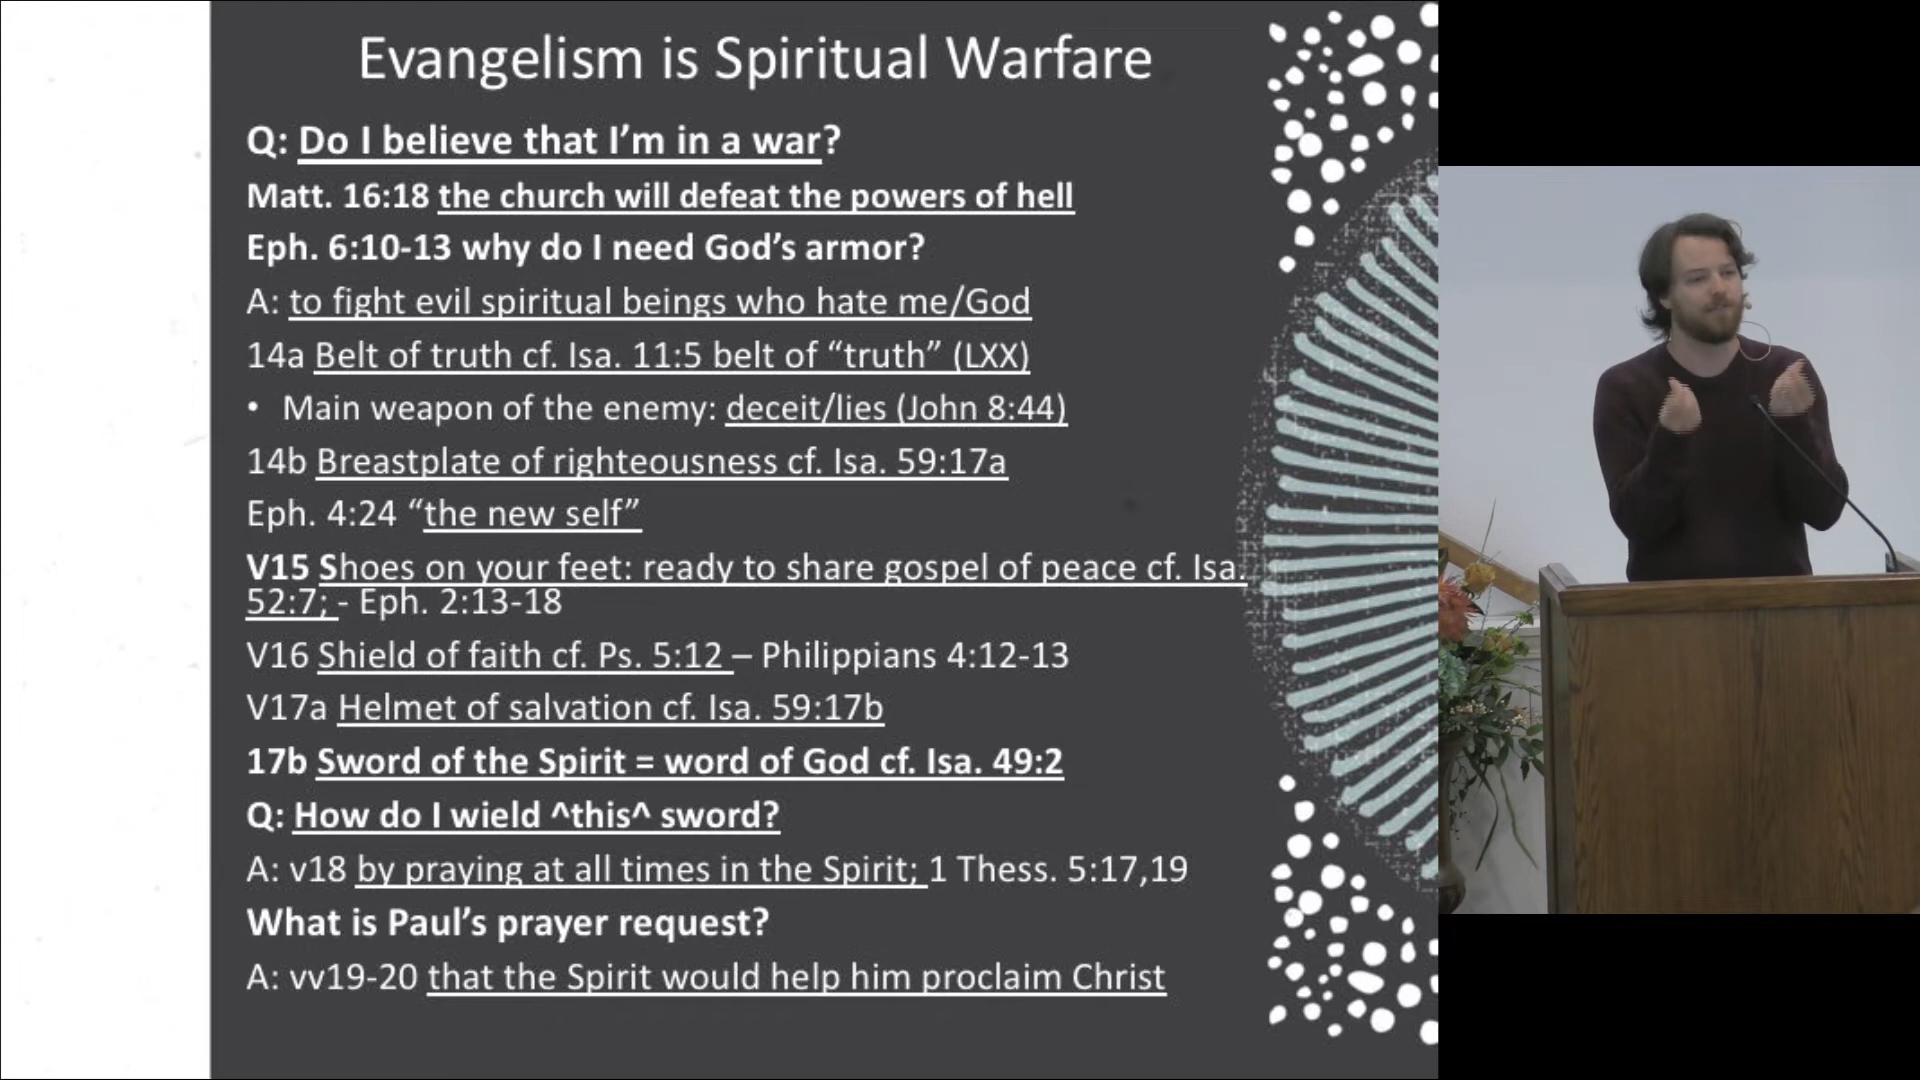 Evangelism is Spiritual Warfare
Q: Do I believe that I’m in a war?
Matt. 16:18 the church will defeat the powers of hell
Eph. 6:10-13 why do I need God’s armor?
A: to fight evil spiritual beings who hate me/God
14a Belt of truth cf. Isa. 11:5 belt of “truth” (LXX)
• Main weapon of the enemy: deceit/lies (John 8:44)
14b Breastplate of righteousness cf. Isa. 59:17a
Eph. 4:24 “the new self”
V15 Shoes on your feet: ready to share gospel of peace cf. Isa.
52:7; - Eph. 2:13-18
V16 Shield of faith cf. Ps. 5:12 – Philippians 4:12-13
V17a Helmet of salvation cf. Isa. 59:17b
17b Sword of the Spirit = word of God cf. Isa. 49:2
Q: How do I wield ^this^ sword?
A: v18 by praying at all times in the Spirit; 1 Thess. 5:17,19
What is Paul’s prayer request?
A: vv19-20 that the Spirit would help him proclaim Christ